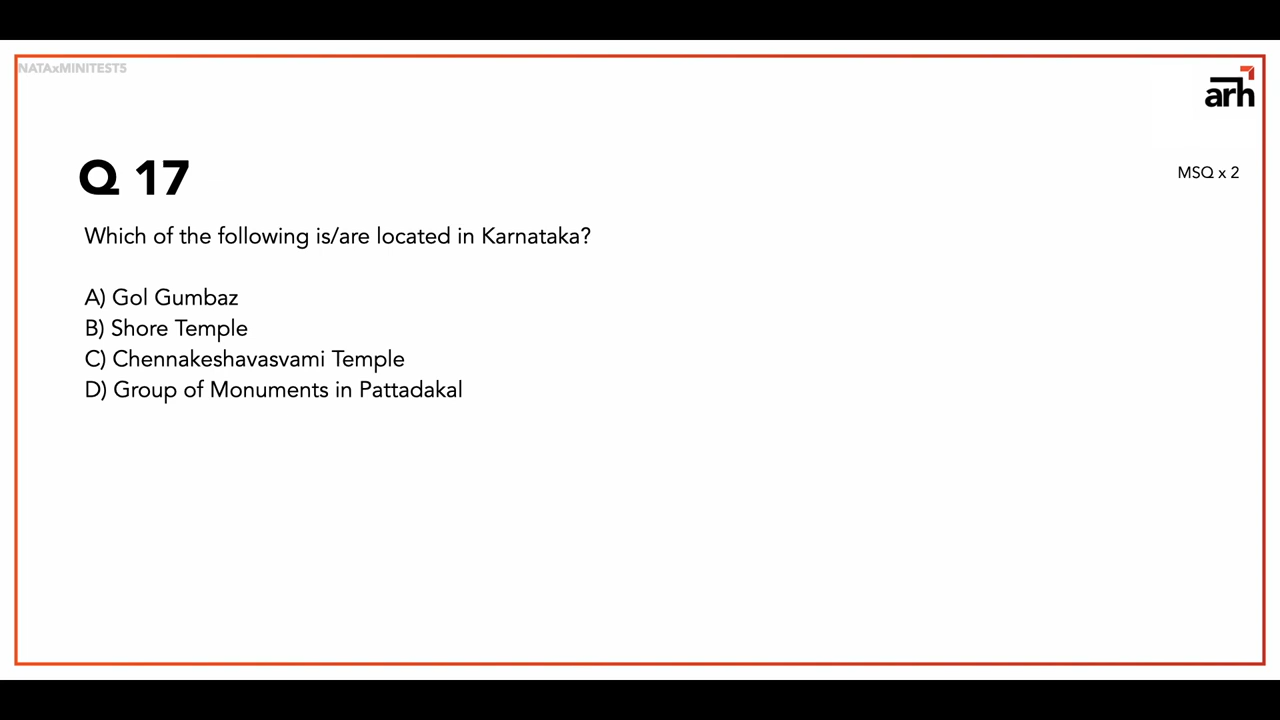 NATAxMINITESTS
arh
Q 17
MSQ x 2
Which of the following is/are located in Karnataka?
A) Gol Gumbaz
B) Shore Temple
C) Chennakeshavasvami Temple
D) Group of Monuments in Pattadakal